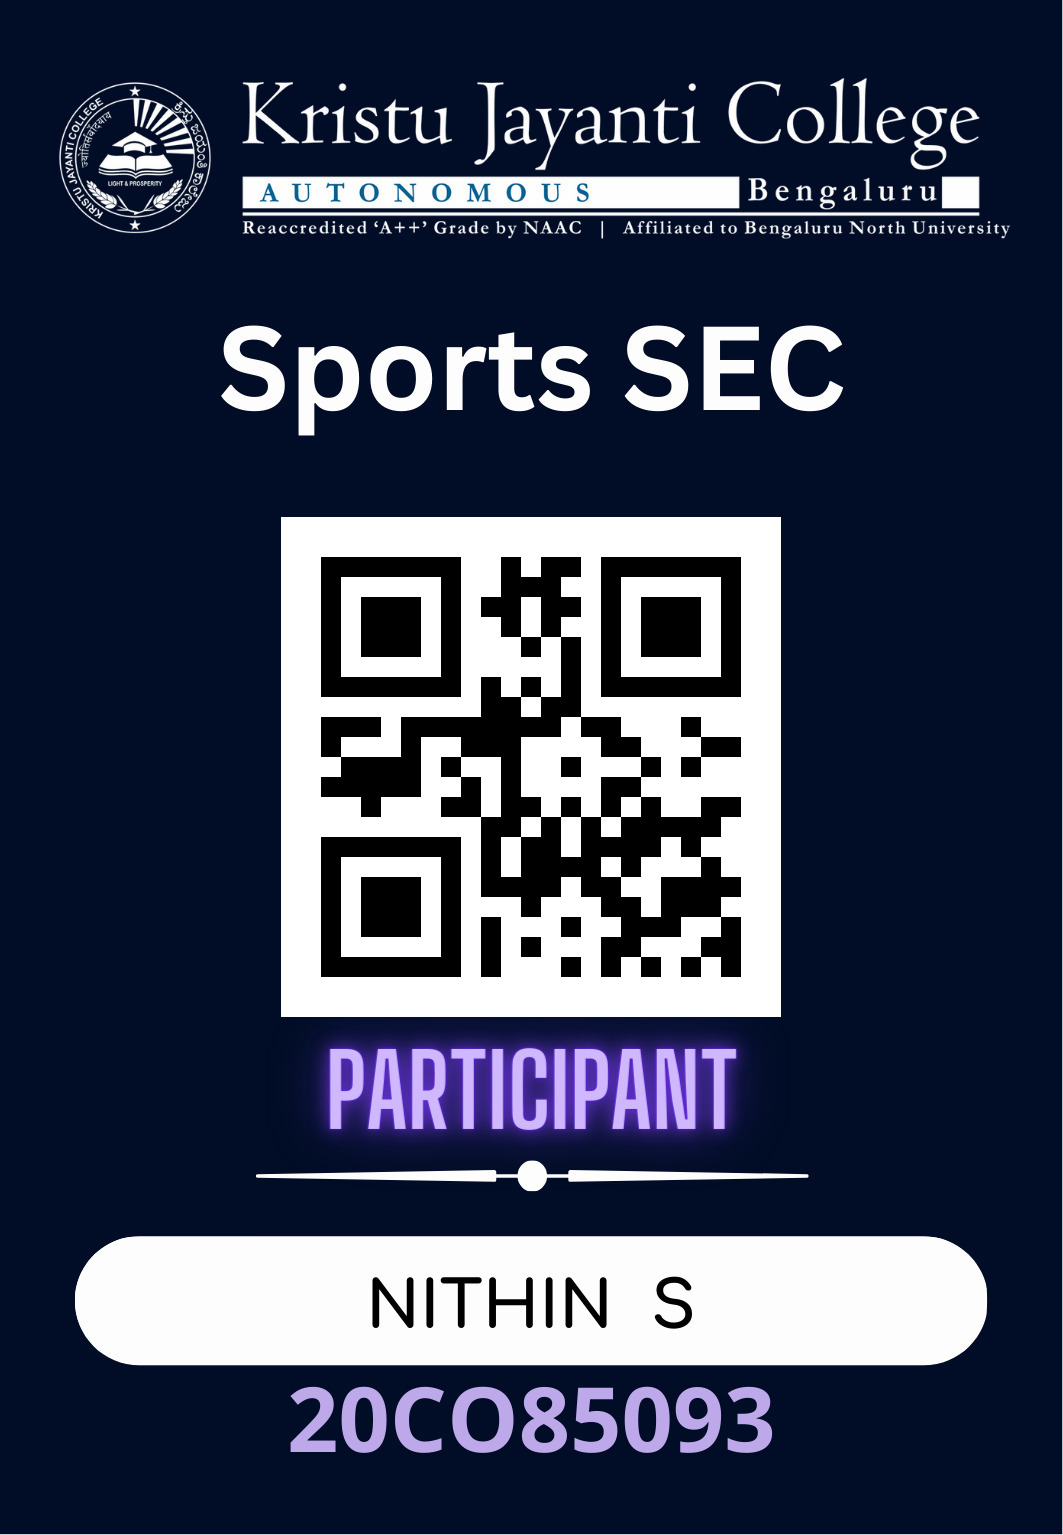 KRISTU JAYANTI COLLEGE
LIGHT & PROSPERITY
Kristu Jayanti College
AUTONOMOUS Bengaluru
Reaccredited ‘A++’ Grade by NAAC | Affiliated to Bengaluru North University
Sports SEC
PARTICIPANT
NITHIN S
20CO85093